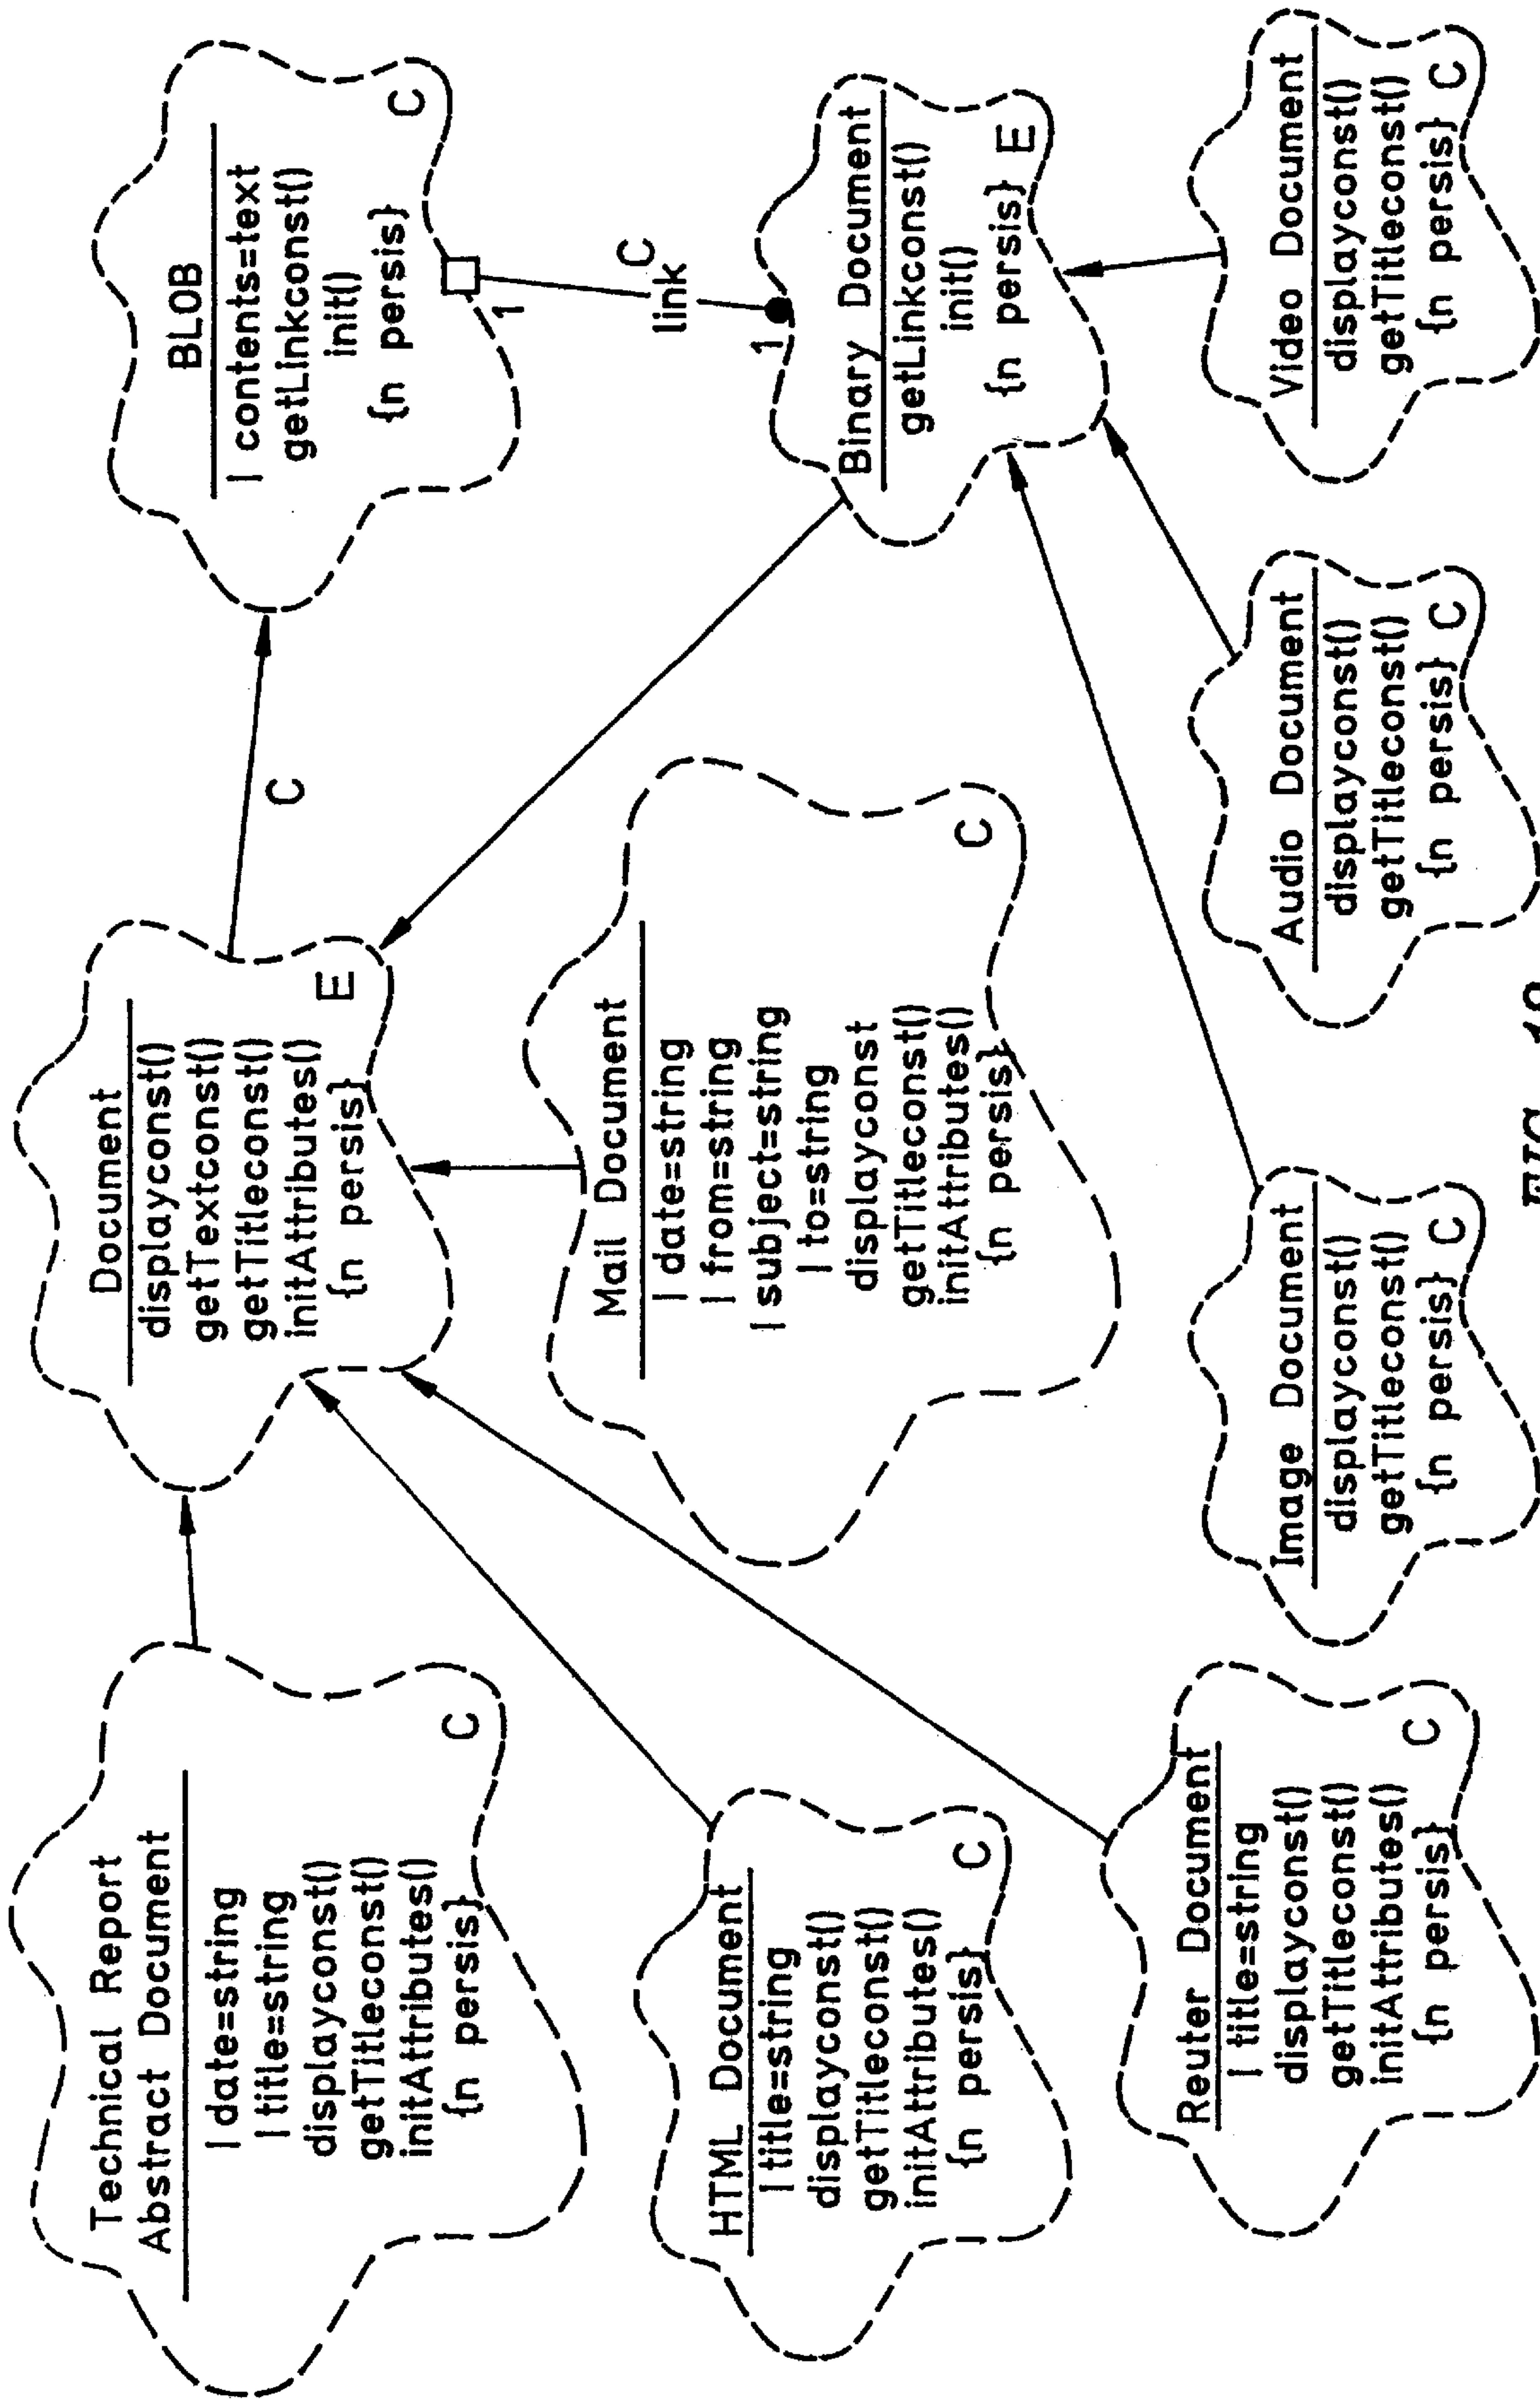 Technical Report
Abstract Document
| date=string
| title=string
displayconst()
getTitleconst()
initAttributes()
{n persis}
C
Document
displayconst()
getTextconst()
getTitleconst()
initAttributes()
{n persis}
E
C
BLOB
| contents=text
getLinkconst()
init()
{n persis}
C
1
C
link
1
HTML Document
| title=string
displayconst()
getTitleconst()
initAttributes()
{n persis}
C
Mail Document
| date=string
| from=string
| subject=string
| to=string
displayconst
getTitleconst()
initAttributes()
{n persis}
C
Binary Document
getLinkconst()
init()
{n persis}
E
Reuter Document
| title=string
displayconst()
getTitleconst()
initAttributes()
{n persis}
C
Image Document
displayconst()
getTitleconst()
{n persis} C
Audio Document
displayconst()
getTitleconst()
{n persis} C
Video Document
displayconst()
getTitleconst()
{n persis} C